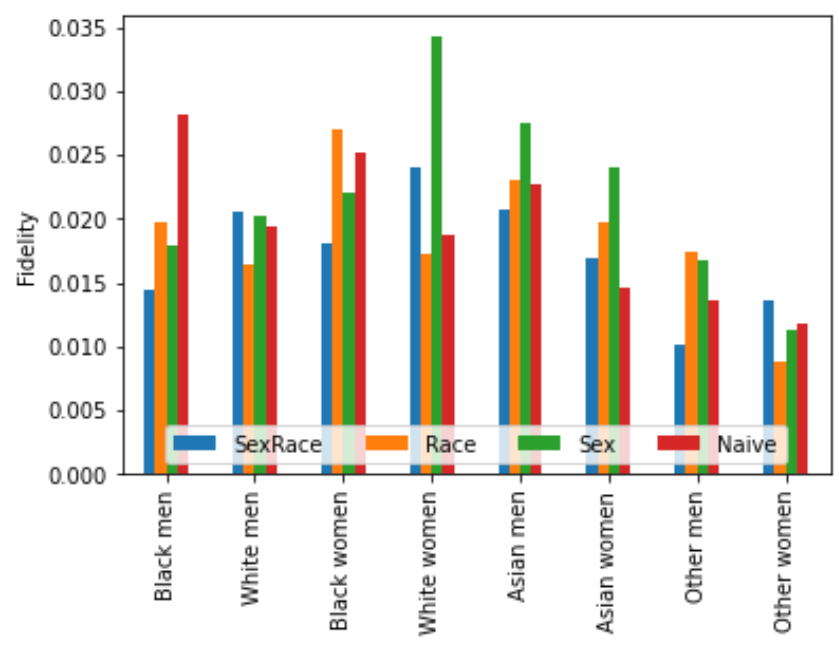 0.035
0.030
0.025
0.020
0.015
0.010
0.005
0.000
Fidelity
SexRace Race Sex Naive
Black men
White men
Black women
White women
Asian men
Asian women
Other men
Other women